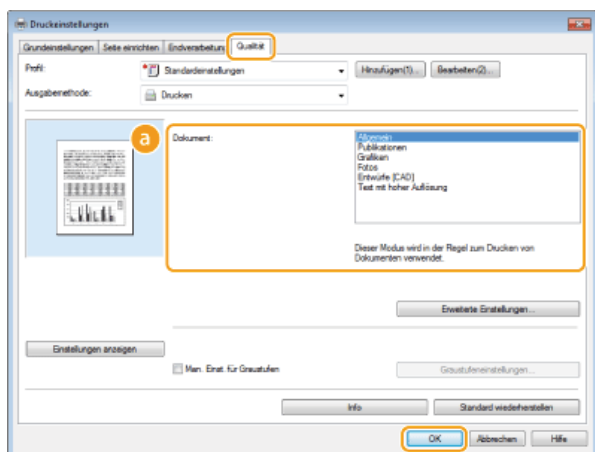 Druckeinstellungen
Grundeinstellungen Seite einrichten Endverarbeitung Qualität
Profil: Standardeinstellungen Hinzufügen(1)... Bearbeiten(2)...
Ausgabemethode: Drucken
a Dokument: Allgemein
Publikationen
Grafiken
Fotos
Entwürfe [CAD]
Text mit hoher Auflösung
Dieser Modus wird in der Regel zum Drucken von
Dokumenten verwendet.
Erweiterte Einstellungen...
Einstellungen anzeigen
Man. Einst. für Graustufen Graustufeneinstellungen...
Info Standard wiederherstellen
OK Abbrechen Hilfe